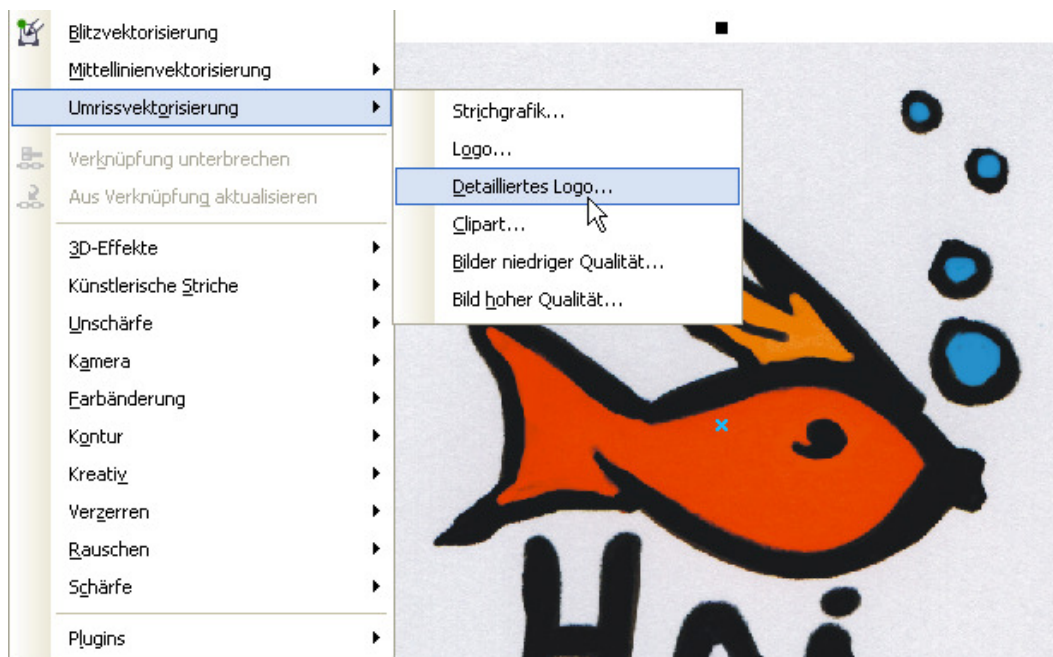 Blitzvektorisierung
Mittellinienvektorisierung
Umrissvektorisierung
Verknüpfung unterbrechen
Aus Verknüpfung aktualisieren
3D-Effekte
Künstlerische Striche
Unschärfe
Kamera
Farbänderung
Kontur
Kreativ
Verzerren
Rauschen
Schärfe
Plugins
Strichgrafik...
Logo...
Detailliertes Logo...
Clipart...
Bilder niedriger Qualität...
Bild hoher Qualität...
HAi